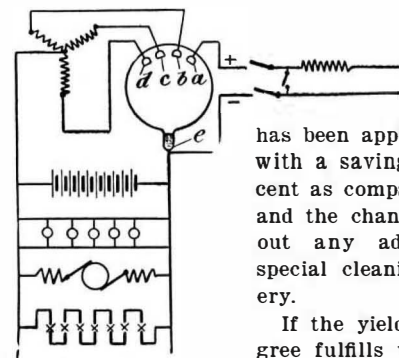 d c b a
+
−
e
has been app
with a saving
cent as compa
and the chan
out any ad
special cleani
ery.
If the yield
gree fulfills